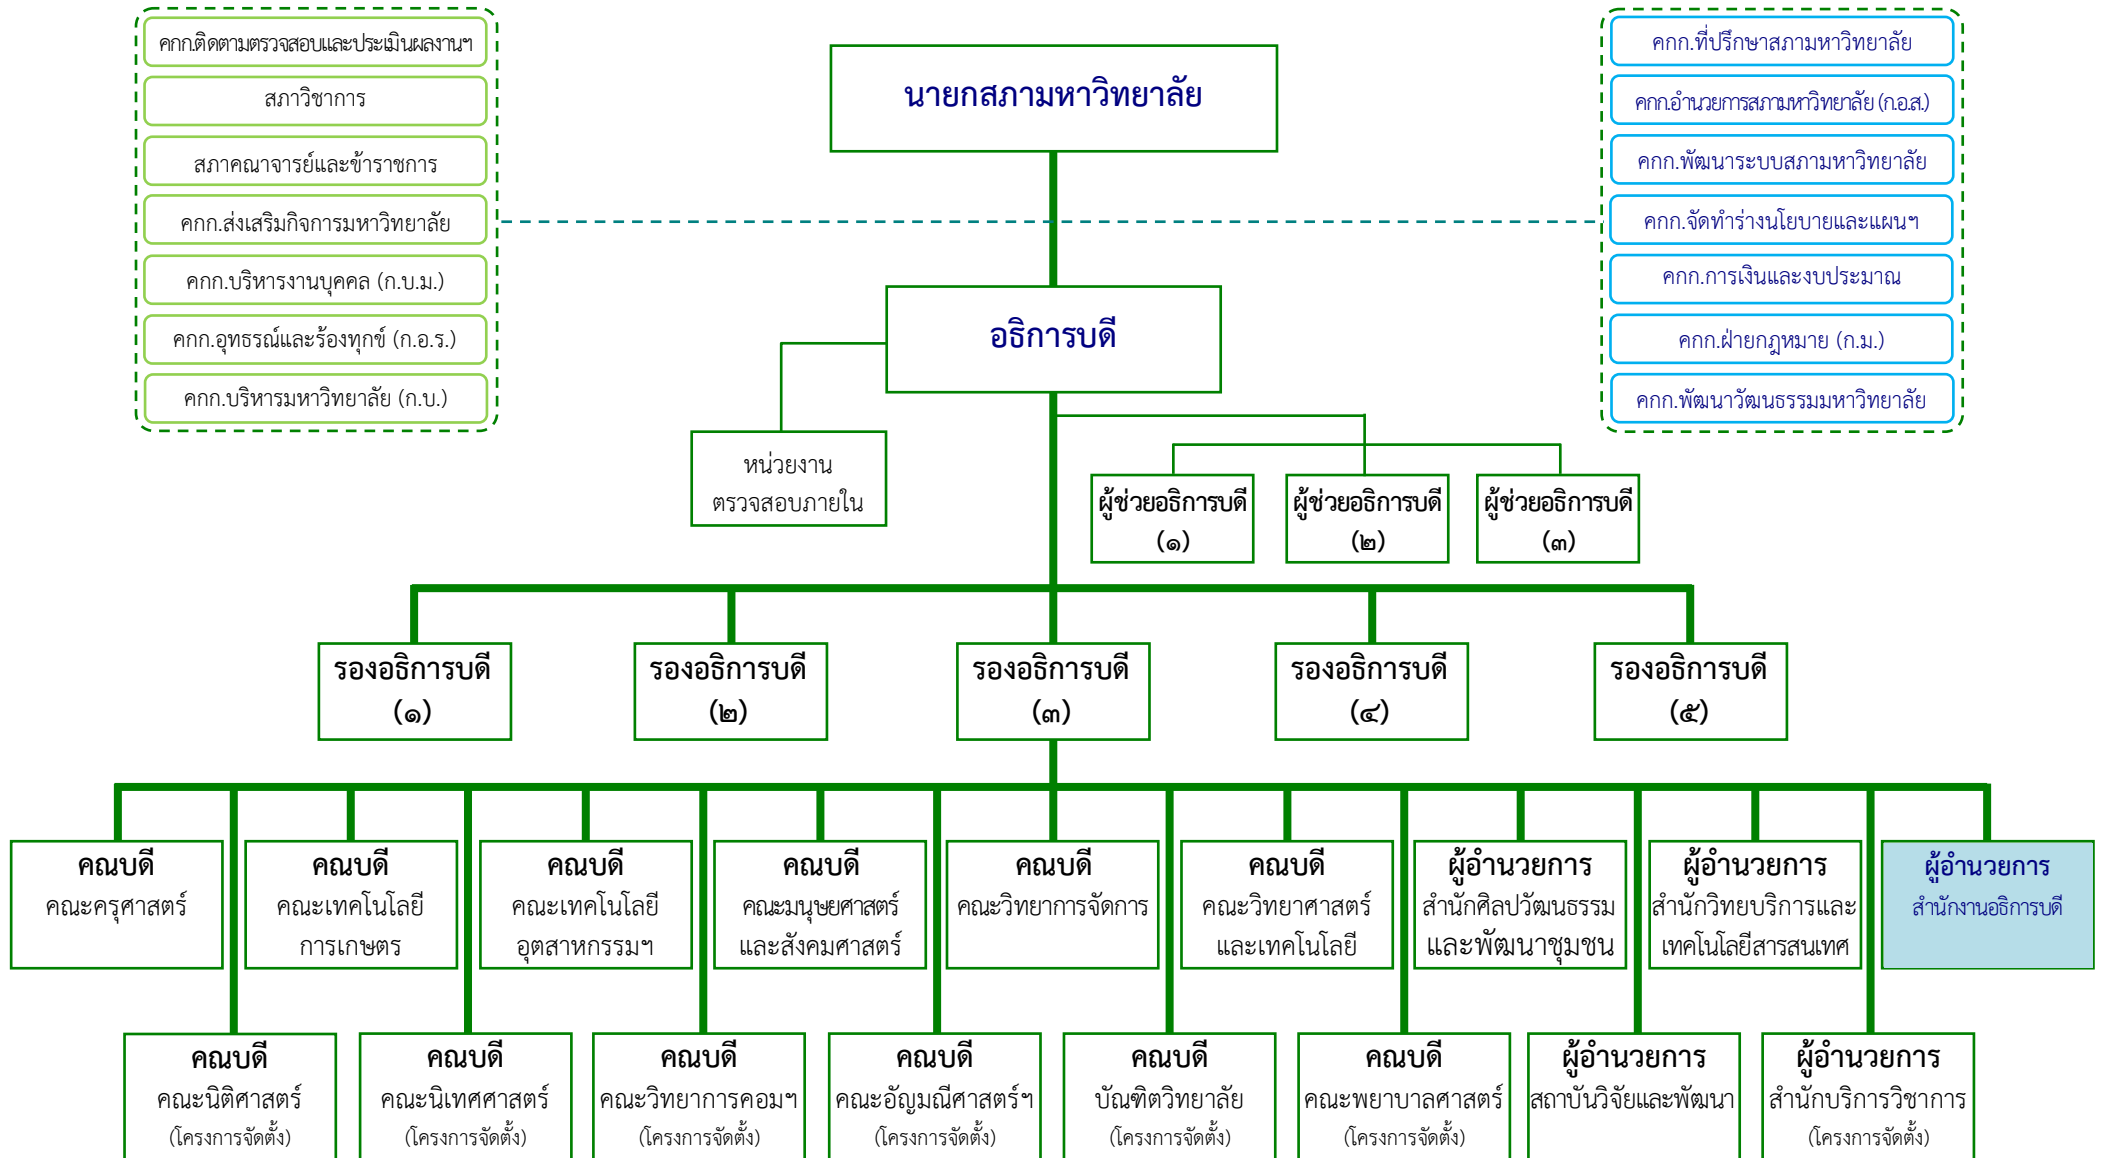 คกก.ติดตามตรวจสอบและประเมินผลงานฯ
สภาวิชาการ
สภาคณาจารย์และข้าราชการ
คกก.ส่งเสริมกิจการมหาวิทยาลัย
คกก.บริหารงานบุคคล (ก.บ.ม.)
คกก.อุทธรณ์และร้องทุกข์ (ก.อ.ร.)
คกก.บริหารมหาวิทยาลัย (ก.บ.)
นายกสภามหาวิทยาลัย
คกก.ที่ปรึกษาสภามหาวิทยาลัย
คกก.อำนวยการสภามหาวิทยาลัย (ก.อ.ส.)
คกก.พัฒนาระบบสภามหาวิทยาลัย
คกก.จัดทำร่างนโยบายและแผนฯ
คกก.การเงินและงบประมาณ
คกก.ฝ่ายกฎหมาย (ก.ม.)
คกก.พัฒนาวัฒนธรรมมหาวิทยาลัย
อธิการบดี
หน่วยงาน
ตรวจสอบภายใน
ผู้ช่วยอธิการบดี
(๑)
ผู้ช่วยอธิการบดี
(๒)
ผู้ช่วยอธิการบดี
(๓)
รองอธิการบดี
(๑)
รองอธิการบดี
(๒)
รองอธิการบดี
(๓)
รองอธิการบดี
(๔)
รองอธิการบดี
(๕)
คณบดี
คณะครุศาสตร์
คณบดี
คณะเทคโนโลยี
การเกษตร
คณบดี
คณะเทคโนโลยี
อุตสาหกรรมฯ
คณบดี
คณะมนุษยศาสตร์
และสังคมศาสตร์
คณบดี
คณะวิทยาการจัดการ
คณบดี
คณะวิทยาศาสตร์
และเทคโนโลยี
ผู้อำนวยการ
สำนักศิลปวัฒนธรรม
และพัฒนาชุมชน
ผู้อำนวยการ
สำนักวิทยบริการและ
เทคโนโลยีสารสนเทศ
ผู้อำนวยการ
สำนักงานอธิการบดี
คณบดี
คณะนิติศาสตร์
(โครงการจัดตั้ง)
คณบดี
คณะนิเทศศาสตร์
(โครงการจัดตั้ง)
คณบดี
คณะวิทยาการคอมฯ
(โครงการจัดตั้ง)
คณบดี
คณะอัญมณีศาสตร์ฯ
(โครงการจัดตั้ง)
คณบดี
บัณฑิตวิทยาลัย
(โครงการจัดตั้ง)
คณบดี
คณะพยาบาลศาสตร์
(โครงการจัดตั้ง)
ผู้อำนวยการ
สถาบันวิจัยและพัฒนา
ผู้อำนวยการ
สำนักบริการวิชาการ
(โครงการจัดตั้ง)